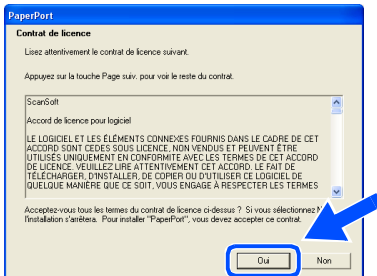 PaperPort
Contrat de licence
Lisez attentivement le contrat de licence suivant.
Appuyez sur la touche Page suiv. pour voir le reste du contrat.
ScanSoft
Accord de licence pour logiciel
LE LOGICIEL ET LES ÉLÉMENTS CONNEXES FOURNIS DANS LE CADRE DE CET
ACCORD SONT CEDES SOUS LICENCE, NON VENDUS ET PEUVENT ÊTRE
UTILISÉS UNIQUEMENT EN CONFORMITE AVEC LES TERMES DE CET ACCORD
DE LICENCE. VEUILLEZ LIRE ATTENTIVEMENT CET ACCORD. LE FAIT DE
TÉLÉCHARGER, D'INSTALLER, DE COPIER OU D'UTILISER CE LOGICIEL DE
QUELQUE MANIÈRE QUE CE SOIT, VOUS ENGAGE À RESPECTER LES TERMES
Acceptez-vous tous les termes du contrat de licence ci-dessus ? Si vous sélectionnez
l'installation s'arrêtera. Pour installer "PaperPort", vous devez accepter ce contrat.
Oui
Non